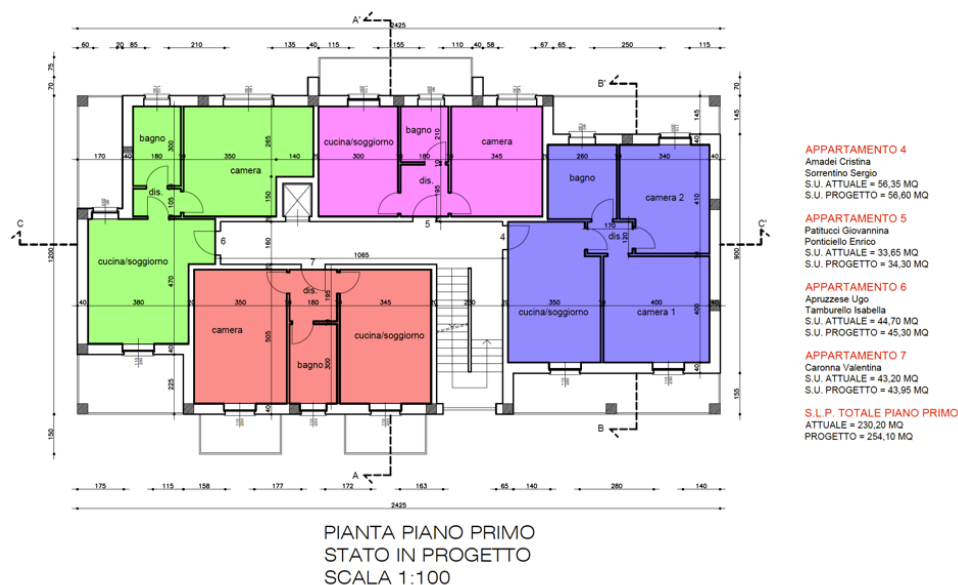 A'
2425
60 20 85 210 135 40 115 155 110 40 58 67 65 250 115
75
70
B'
70
145
145
bagno
300
180
40
170
350
265
140
camera
cucina/soggiorno
300
bagno
210
10
180
camera
345
260
bagno
340
40
camera 2
410
dis.
105
150
dis.
195
C
C'
6
160
5
4
170
dis.
120
1200
900
cucina/soggiorno
470
40
380
7
1065
dis.
195
350
180
345
camera
cucina/soggiorno
505
bagno
300
350
cucina/soggiorno
400
camera 1
400
40
225
40
150
155
A
B
175 115 158 177 172 163 65 140 280 140
2425
APPARTAMENTO 4
Amadei Cristina
Sorrentino Sergio
S.U. ATTUALE = 56,35 MQ
S.U. PROGETTO = 56,60 MQ
APPARTAMENTO 5
Patitucci Giovannina
Ponticiello Enrico
S.U. ATTUALE = 33,65 MQ
S.U. PROGETTO = 34,30 MQ
APPARTAMENTO 6
Apruzzese Ugo
Tamburello Isabella
S.U. ATTUALE = 44,70 MQ
S.U. PROGETTO = 45,30 MQ
APPARTAMENTO 7
Caronna Valentina
S.U. ATTUALE = 43,20 MQ
S.U. PROGETTO = 43,95 MQ
S.L.P. TOTALE PIANO PRIMO
ATTUALE = 230,20 MQ
PROGETTO = 254,10 MQ
PIANTA PIANO PRIMO
STATO IN PROGETTO
SCALA 1:100